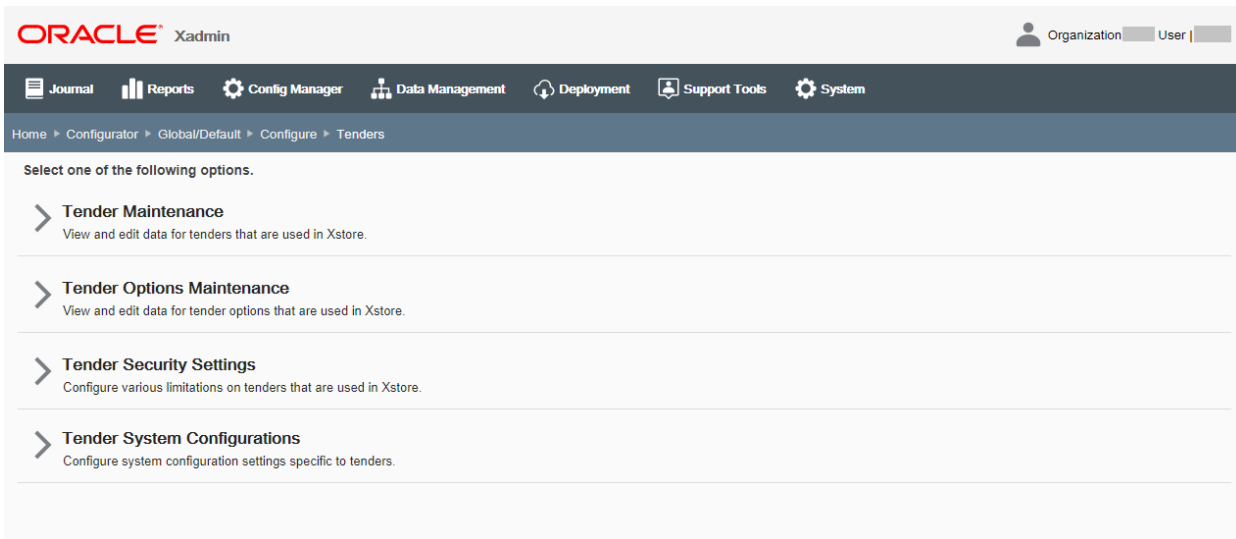 ORACLE® Xadmin
Organization User |
Journal Reports Config Manager Data Management Deployment Support Tools System
Home ▸ Configurator ▸ Global/Default ▸ Configure ▸ Tenders
Select one of the following options.
Tender Maintenance
View and edit data for tenders that are used in Xstore.
Tender Options Maintenance
View and edit data for tender options that are used in Xstore.
Tender Security Settings
Configure various limitations on tenders that are used in Xstore.
Tender System Configurations
Configure system configuration settings specific to tenders.